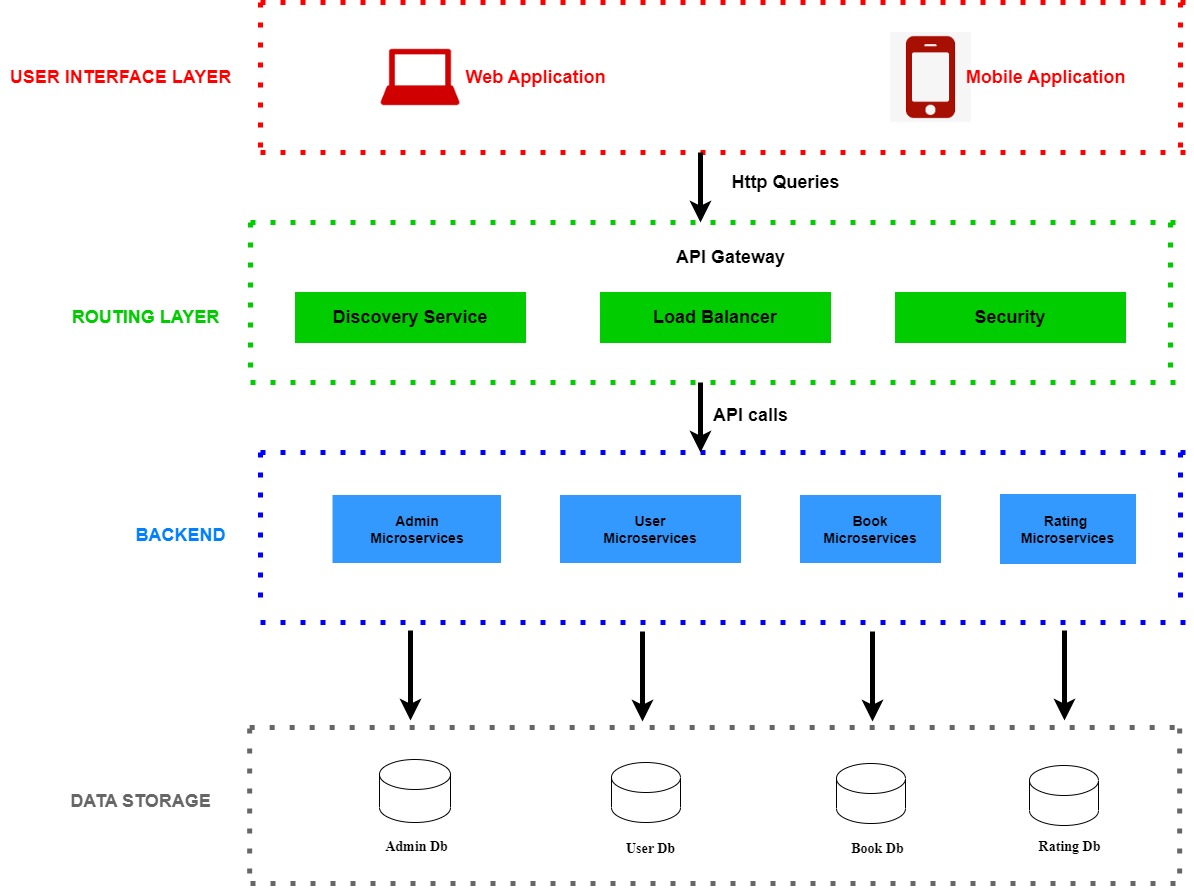 USER INTERFACE LAYER
Web Application
Mobile Application
Http Queries
API Gateway
ROUTING LAYER
Discovery Service
Load Balancer
Security
API calls
BACKEND
Admin
Microservices
User
Microservices
Book
Microservices
Rating
Microservices
DATA STORAGE
Admin Db
User Db
Book Db
Rating Db